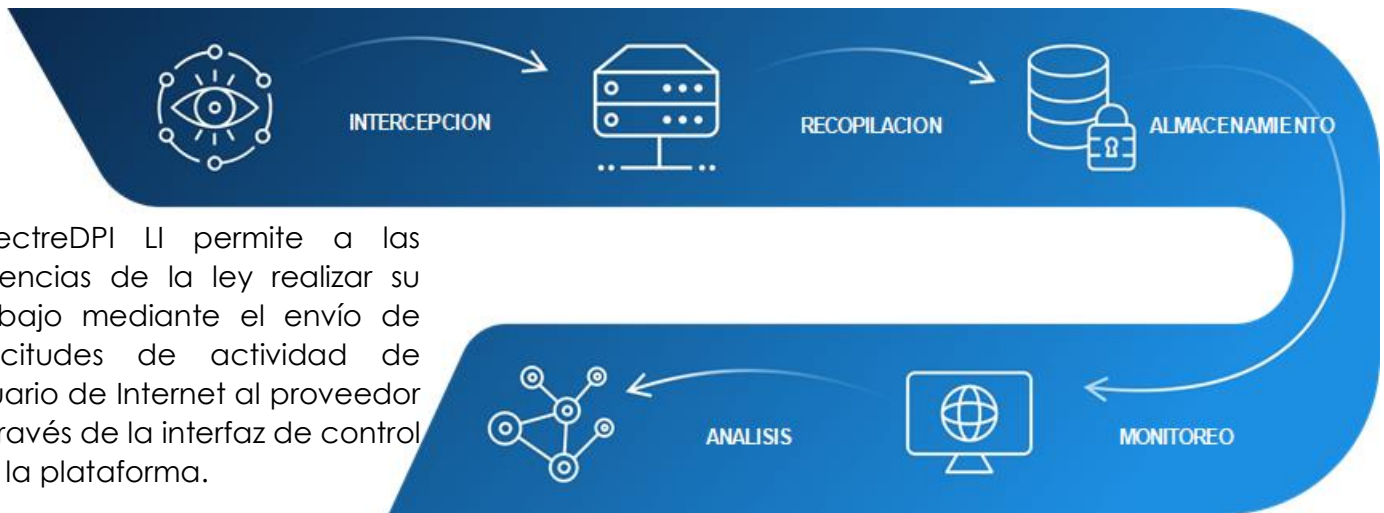 INTERCEPCION
RECOPILACION
ALMACENAMIENTO
ectreDPI LI permite a las
encias de la ley realizar su
bajo mediante el envío de
citudes de actividad de
uario de Internet al proveedor
ravés de la interfaz de control
la plataforma.
ANALISIS
MONITOREO